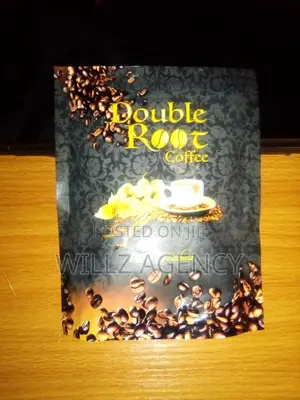 Double
Root
Coffee
POSTED ON JIJI
WILLZ AGENCY